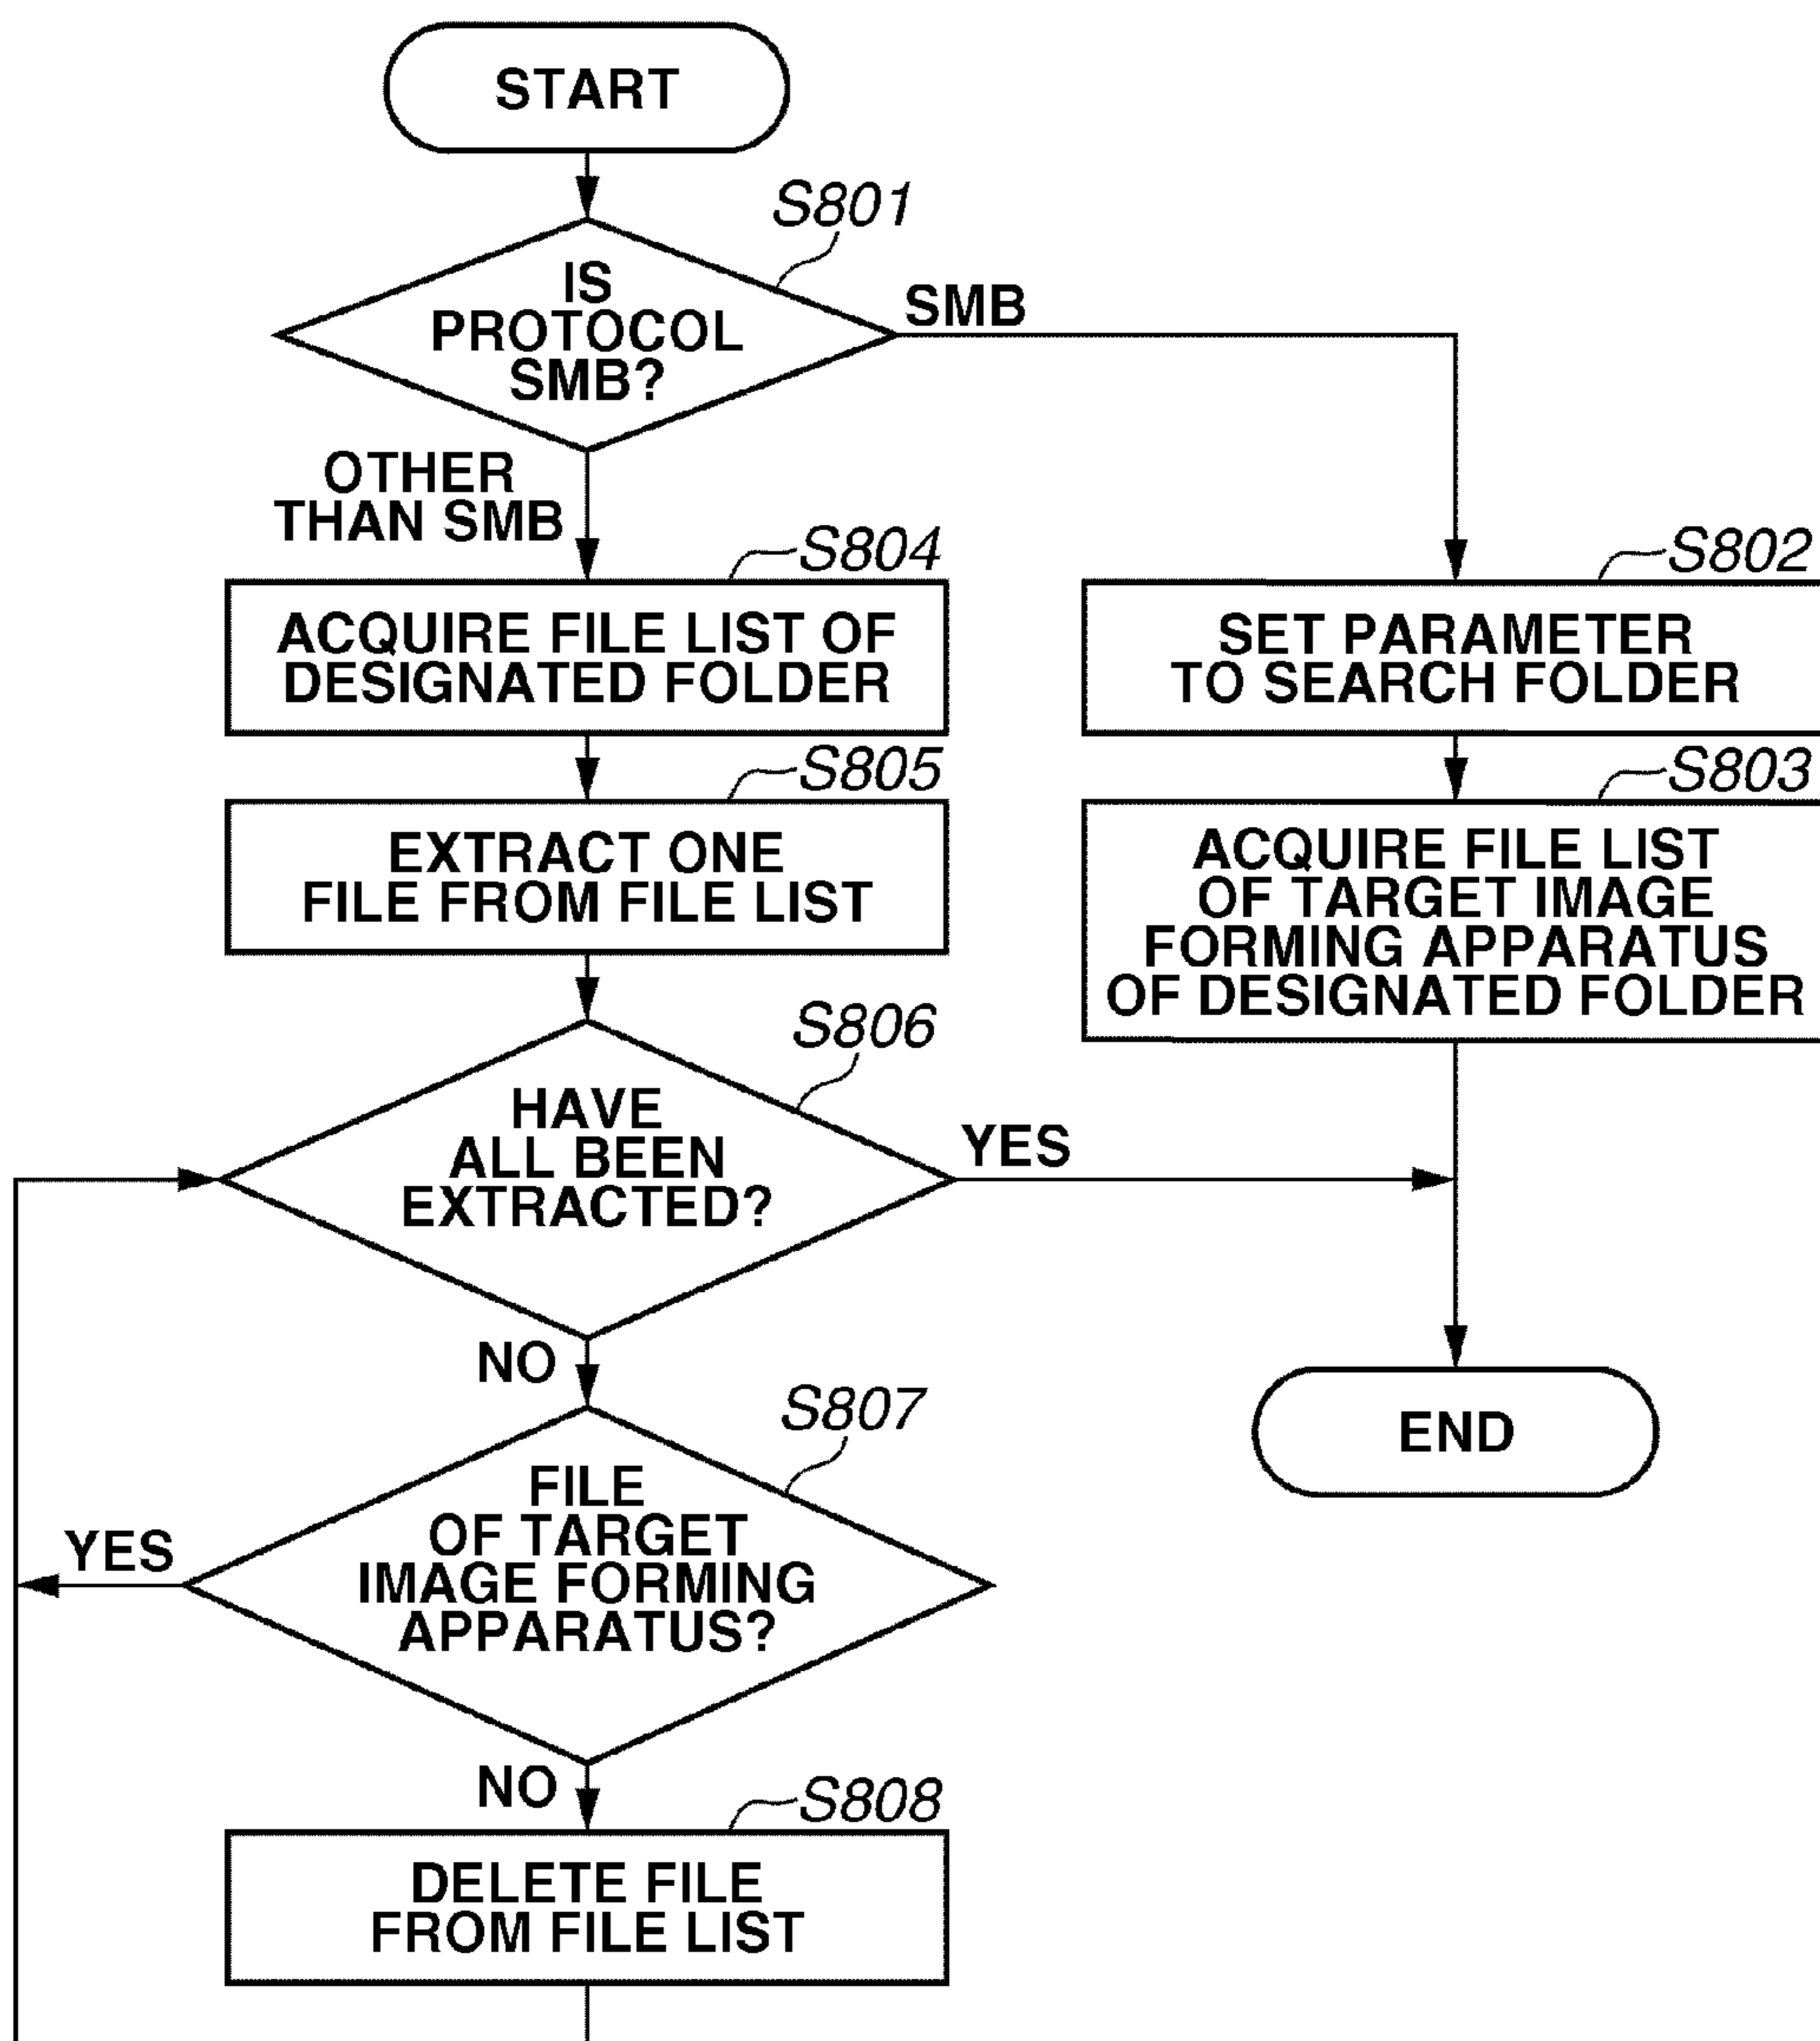 START
S801
IS
PROTOCOL
SMB?
SMB
OTHER
THAN SMB
S804
ACQUIRE FILE LIST OF
DESIGNATED FOLDER
S802
SET PARAMETER
TO SEARCH FOLDER
S805
EXTRACT ONE
FILE FROM FILE LIST
S803
ACQUIRE FILE LIST
OF TARGET IMAGE
FORMING APPARATUS
OF DESIGNATED FOLDER
S806
HAVE
ALL BEEN
EXTRACTED?
YES
NO
END
S807
FILE
OF TARGET
IMAGE FORMING
APPARATUS?
YES
NO
S808
DELETE FILE
FROM FILE LIST